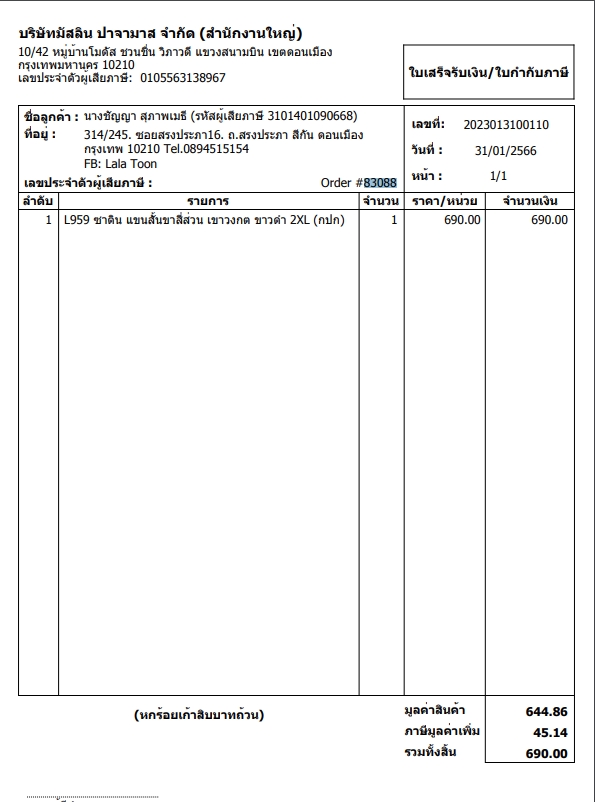 บริษัทมัสลิน ปาจามาส จำกัด (สำนักงานใหญ่)
10/42 หมู่บ้านโมดัส ชวนชื่น วิภาวดี แขวงสนามบิน เขตดอนเมือง
กรุงเทพมหานคร 10210
เลขประจำตัวผู้เสียภาษี: 0105563138967
ใบเสร็จรับเงิน/ใบกำกับภาษี
ชื่อลูกค้า : นางชัญญา สุภาพเมธี (รหัสผู้เสียภาษี 3101401090668)
ที่อยู่ : 314/245. ซอยสรงประภา16. ถ.สรงประภา สีกัน ดอนเมือง
กรุงเทพ 10210 Tel.0894515154
FB: Lala Toon
เลขประจำตัวผู้เสียภาษี : Order #83088
เลขที่: 2023013100110
วันที่ : 31/01/2566
หน้า : 1/1
ลำดับ รายการ จำนวน ราคา/หน่วย จำนวนเงิน
1 L959 ซาติน แขนสั้นขาสี่ส่วน เขาวงกต ขาวดำ 2XL (กปก) 1 690.00 690.00
(หกร้อยเก้าสิบบาทถ้วน)
มูลค่าสินค้า 644.86
ภาษีมูลค่าเพิ่ม 45.14
รวมทั้งสิ้น 690.00